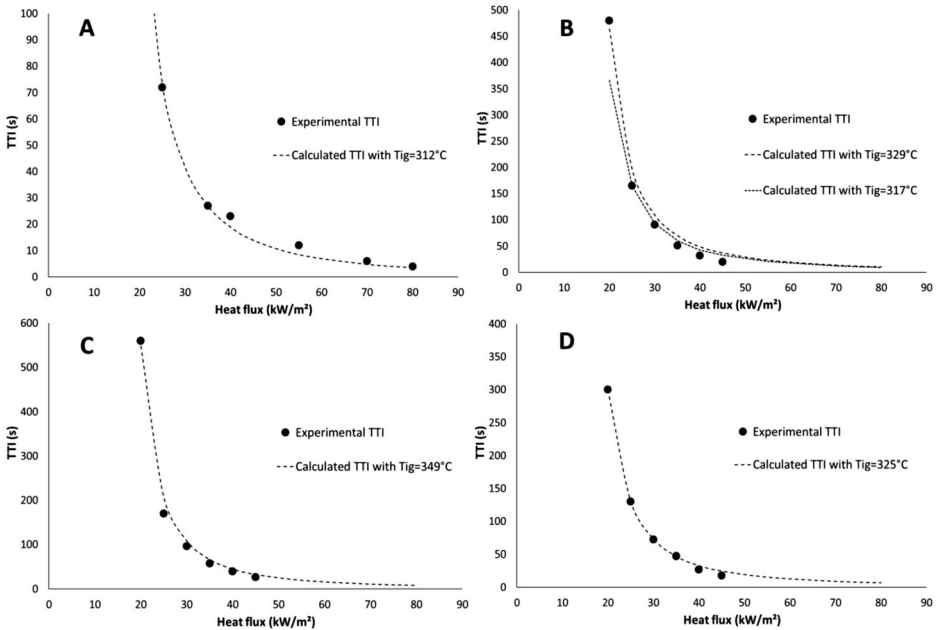 A
TTI (s)
100
90
80
70
60
50
40
30
20
10
0
Experimental TTI
Calculated TTI with Tig=312°C
0 10 20 30 40 50 60 70 80 90
Heat flux (kW/m²)
B
TTI (s)
500
450
400
350
300
250
200
150
100
50
0
Experimental TTI
Calculated TTI with Tig=329°C
Calculated TTI with Tig=317°C
0 10 20 30 40 50 60 70 80 90
Heat flux (kW/m²)
C
TTI (s)
600
500
400
300
200
100
0
Experimental TTI
Calculated TTI with Tig=349°C
0 10 20 30 40 50 60 70 80 90
Heat flux (kW/m²)
D
TTI (s)
400
350
300
250
200
150
100
50
0
Experimental TTI
Calculated TTI with Tig=325°C
0 10 20 30 40 50 60 70 80 90
Heat flux (kW/m²)